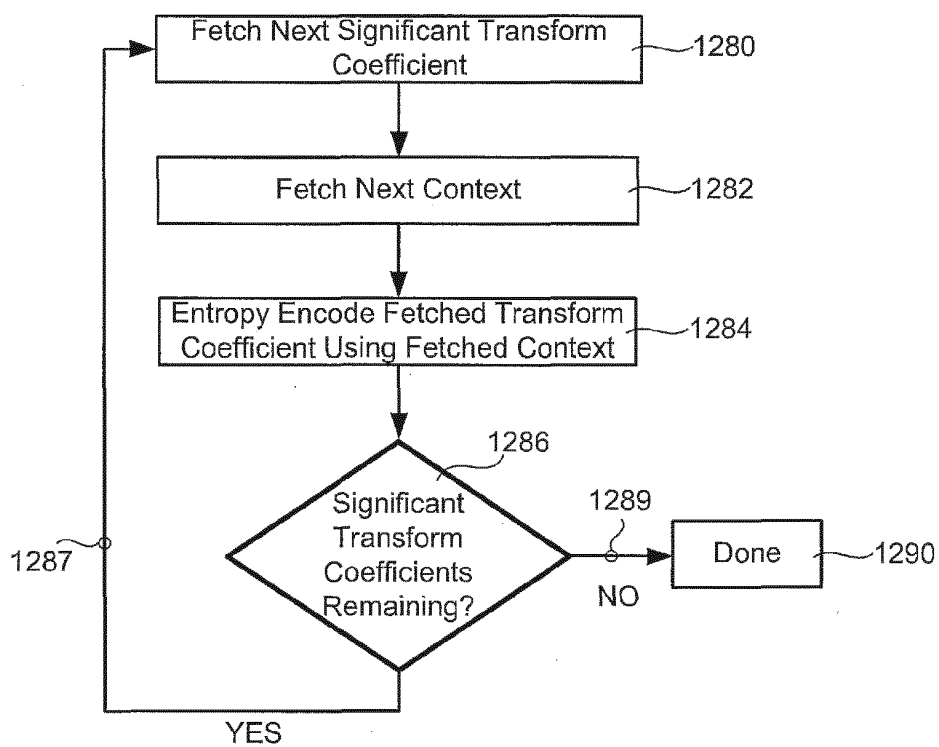 Fetch Next Significant Transform
Coefficient
1280
Fetch Next Context
1282
Entropy Encode Fetched Transform
Coefficient Using Fetched Context
1284
1286
Significant
Transform
Coefficients
Remaining?
1289
NO
Done
1290
1287
YES